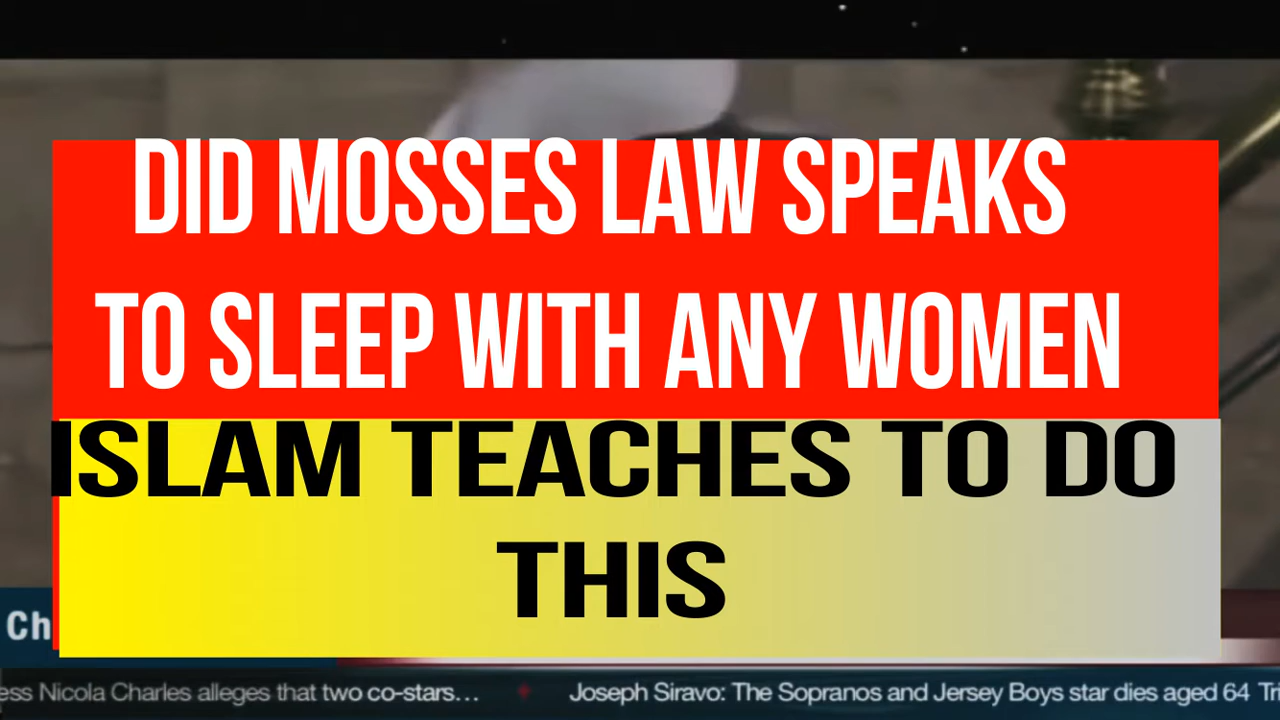 DID MOSSES LAW SPEAKS
TO SLEEP WITH ANY WOMEN
ISLAM TEACHES TO DO
THIS
Ch
ess Nicola Charles alleges that two co-stars… Joseph Siravo: The Sopranos and Jersey Boys star dies aged 64 Tri